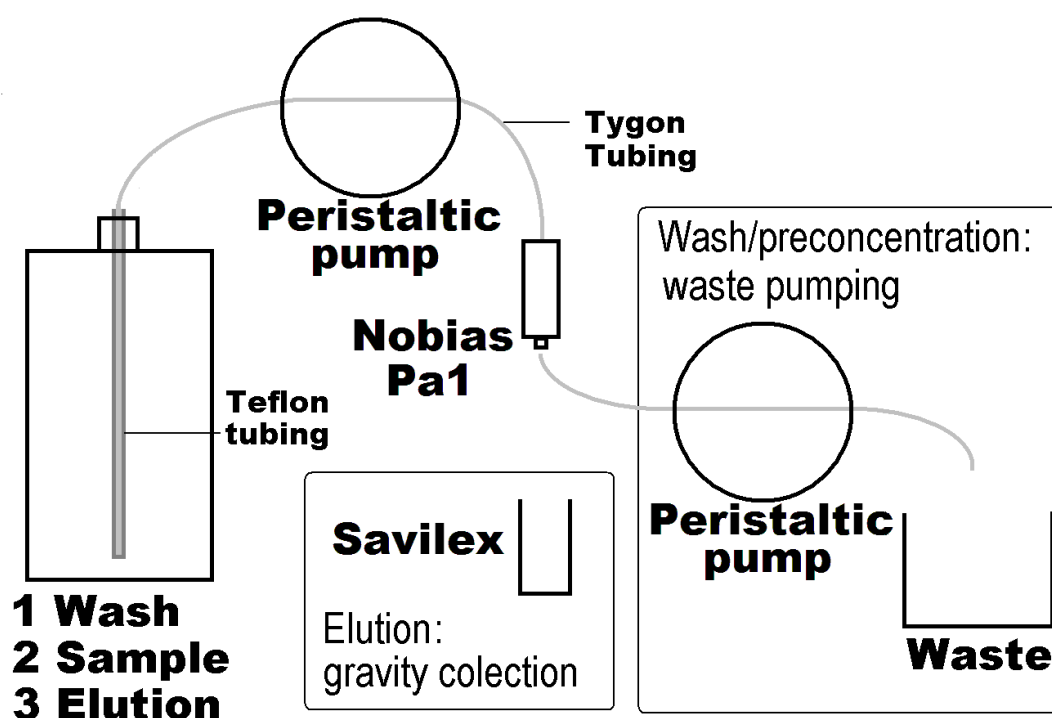 Tygon
Tubing
Peristaltic
pump
Wash/preconcentration:
waste pumping
Nobias
Pa1
Teflon
tubing
Savilex
Elution:
gravity colection
Peristaltic
pump
Waste
1 Wash
2 Sample
3 Elution